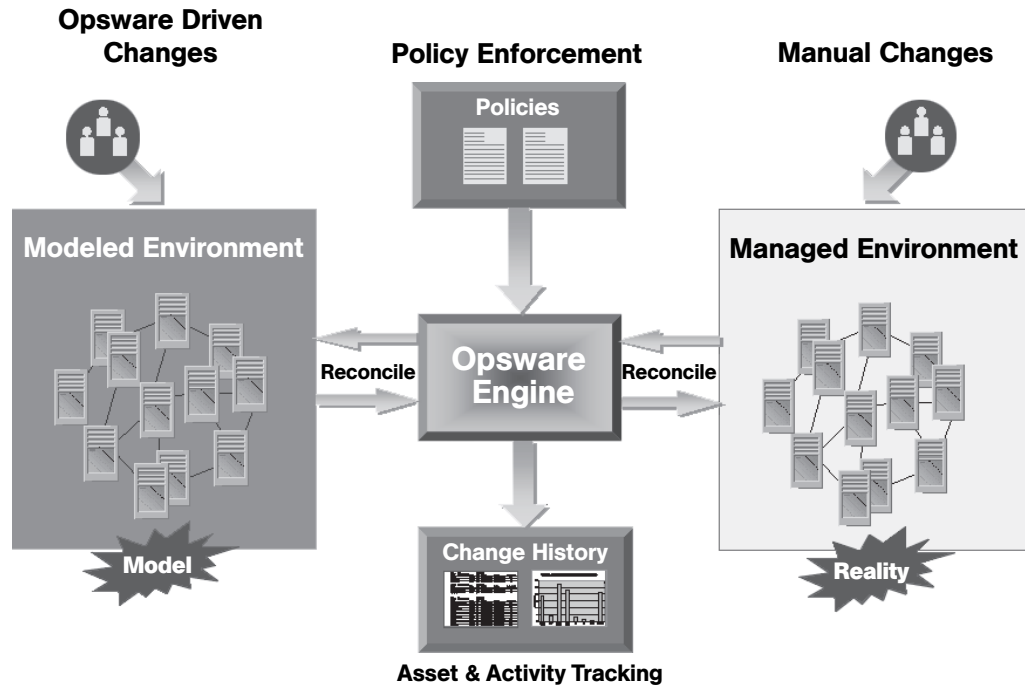 Opsware Driven
Changes
Policy Enforcement
Manual Changes
Policies
Modeled Environment
Managed Environment
Reconcile
Opsware
Engine
Reconcile
Model
Change History
Reality
Asset & Activity Tracking